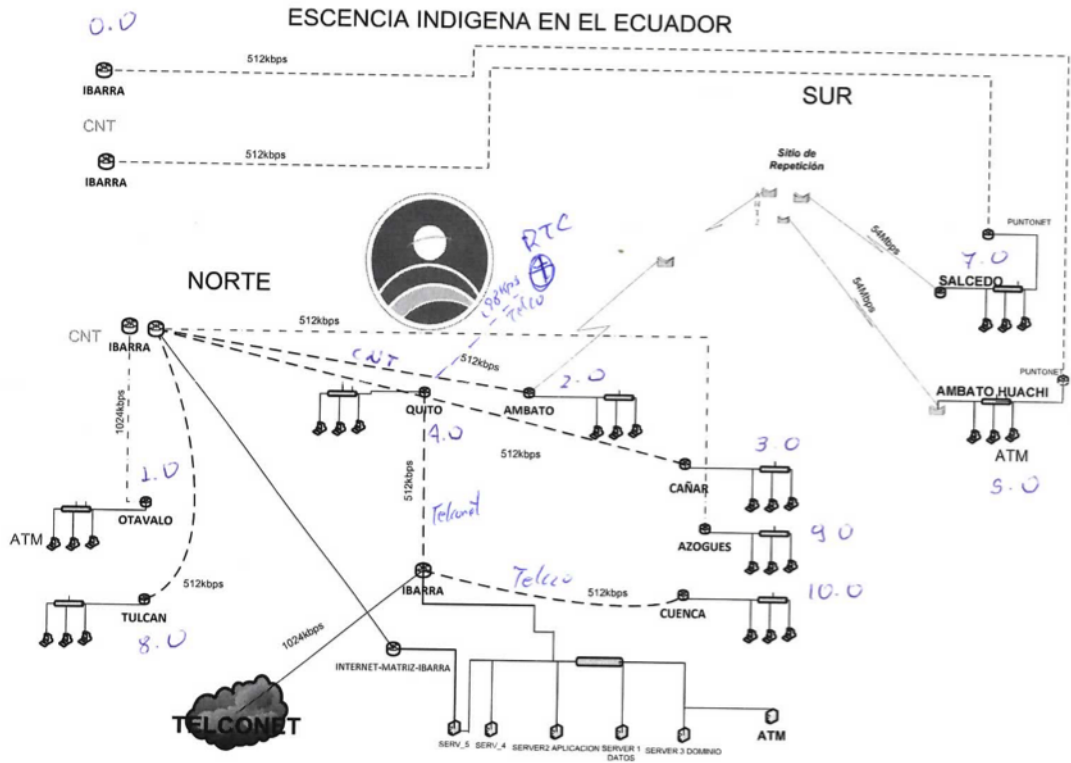 ESCENCIA INDIGENA EN EL ECUADOR
0.0
512kbps
IBARRA
CNT
512kbps
IBARRA
SUR
Sitio de
Repetición
PUNTONET
54Mbps
7.0
SALCEDO
54Mbps
RTC
Telco
NORTE
512kbps
CNT
IBARRA
CNT
512kbps
1024kbps
QUITO
4.0
2.0
AMBATO
PUNTONET
AMBATO HUACHI
ATM
5.0
512kbps
512kbps
3.0
CAÑAR
1.0
OTAVALO
ATM
Telconet
AZOGUES
9.0
512kbps
TULCAN
8.0
IBARRA
Telco
512kbps
CUENCA
10.0
1024kbps
INTERNET-MATRIZ-IBARRA
TELCONET
SERV_5
SERV_4
SERVER2 APLICACION
SERVER 1
DATOS
SERVER 3 DOMINIO
ATM